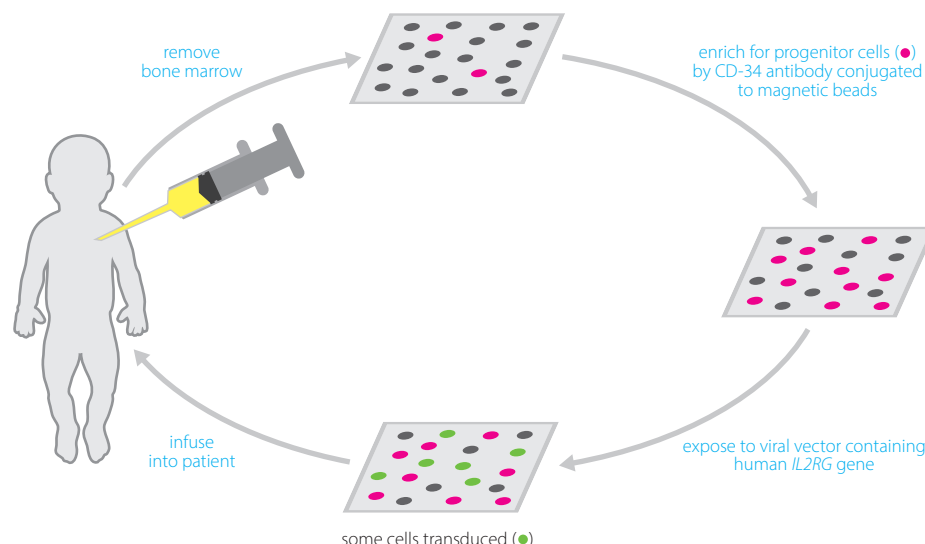 remove
bone marrow
enrich for progenitor cells (●)
by CD-34 antibody conjugated
to magnetic beads
expose to viral vector containing
human IL2RG gene
some cells transduced (●)
infuse
into patient